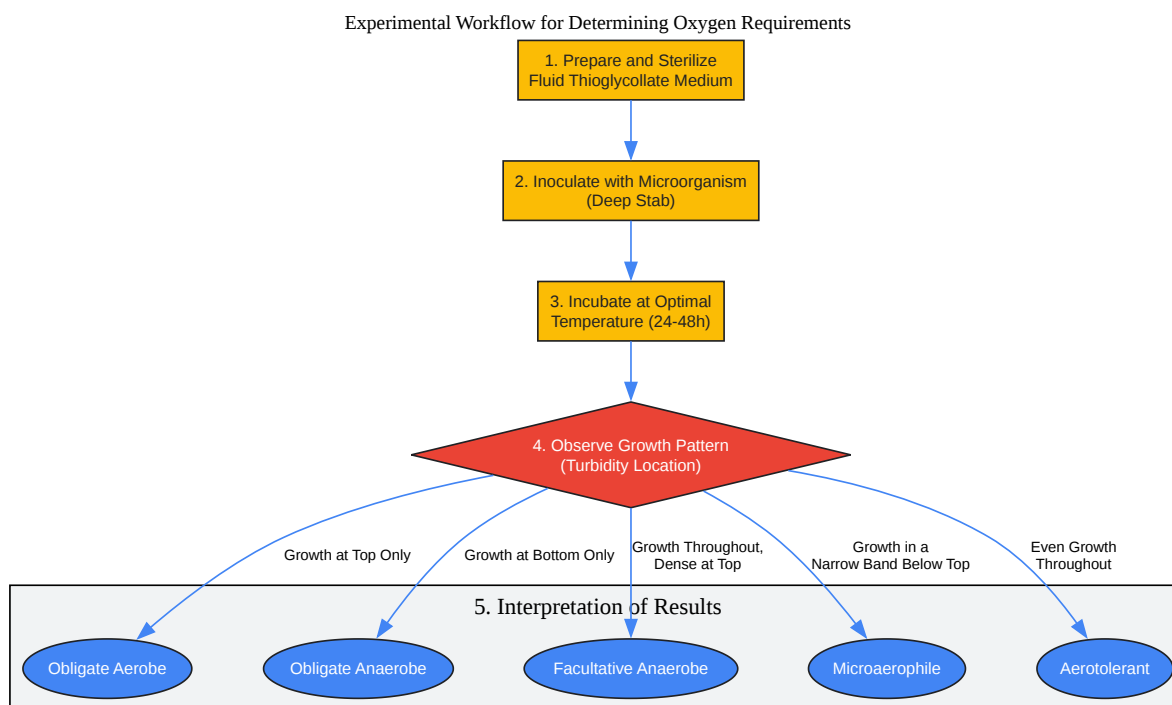 Experimental Workflow for Determining Oxygen Requirements
1. Prepare and Sterilize
Fluid Thioglycollate Medium
2. Inoculate with Microorganism
(Deep Stab)
3. Incubate at Optimal
Temperature (24-48h)
4. Observe Growth Pattern
(Turbidity Location)
Growth at Top Only
Growth at Bottom Only
Growth Throughout,
Dense at Top
Growth in a
Narrow Band Below Top
Even Growth
Throughout
5. Interpretation of Results
Obligate Aerobe
Obligate Anaerobe
Facultative Anaerobe
Microaerophile
Aerotolerant